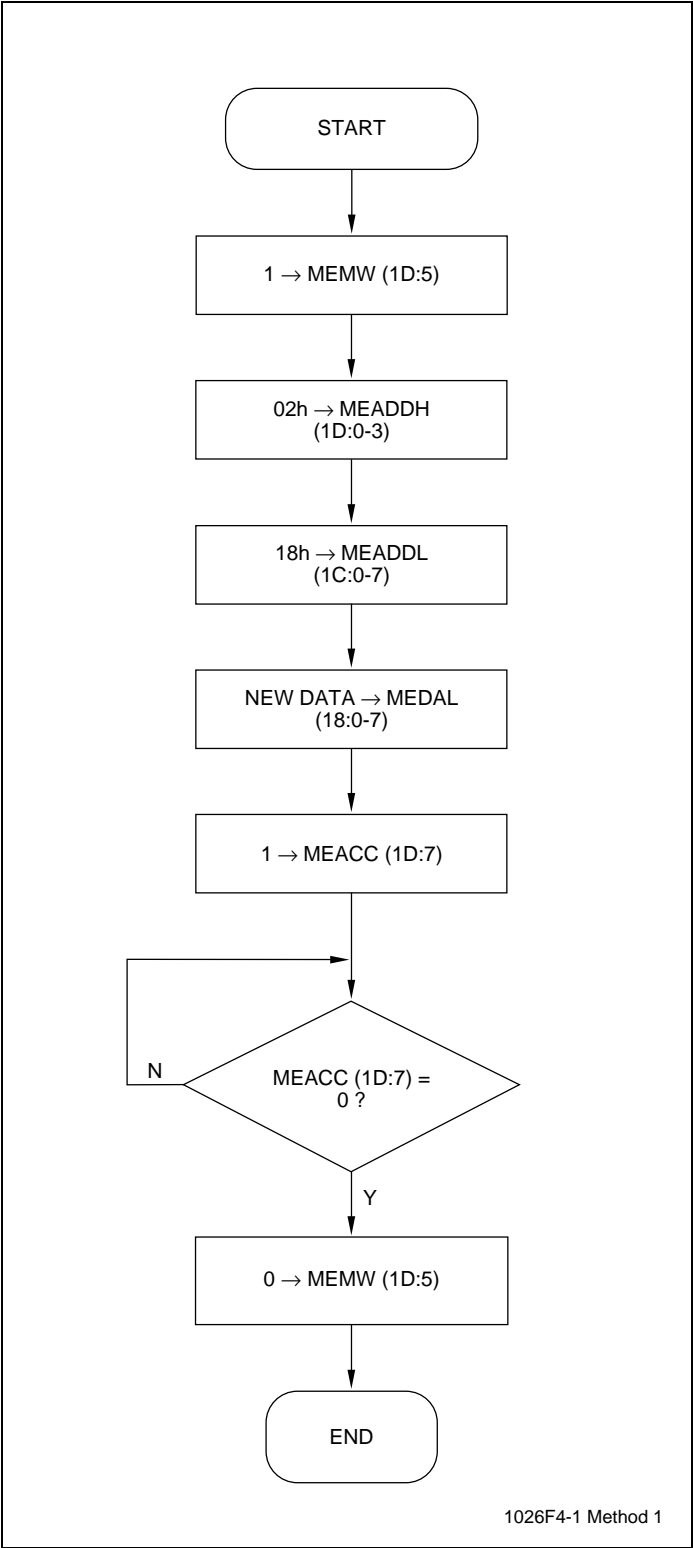 START
1 → MEMW (1D:5)
02h → MEADDH
(1D:0-3)
18h → MEADDL
(1C:0-7)
NEW DATA → MEDAL
(18:0-7)
1 → MEACC (1D:7)
N
MEACC (1D:7) =
0 ?
Y
0 → MEMW (1D:5)
END
1026F4-1 Method 1